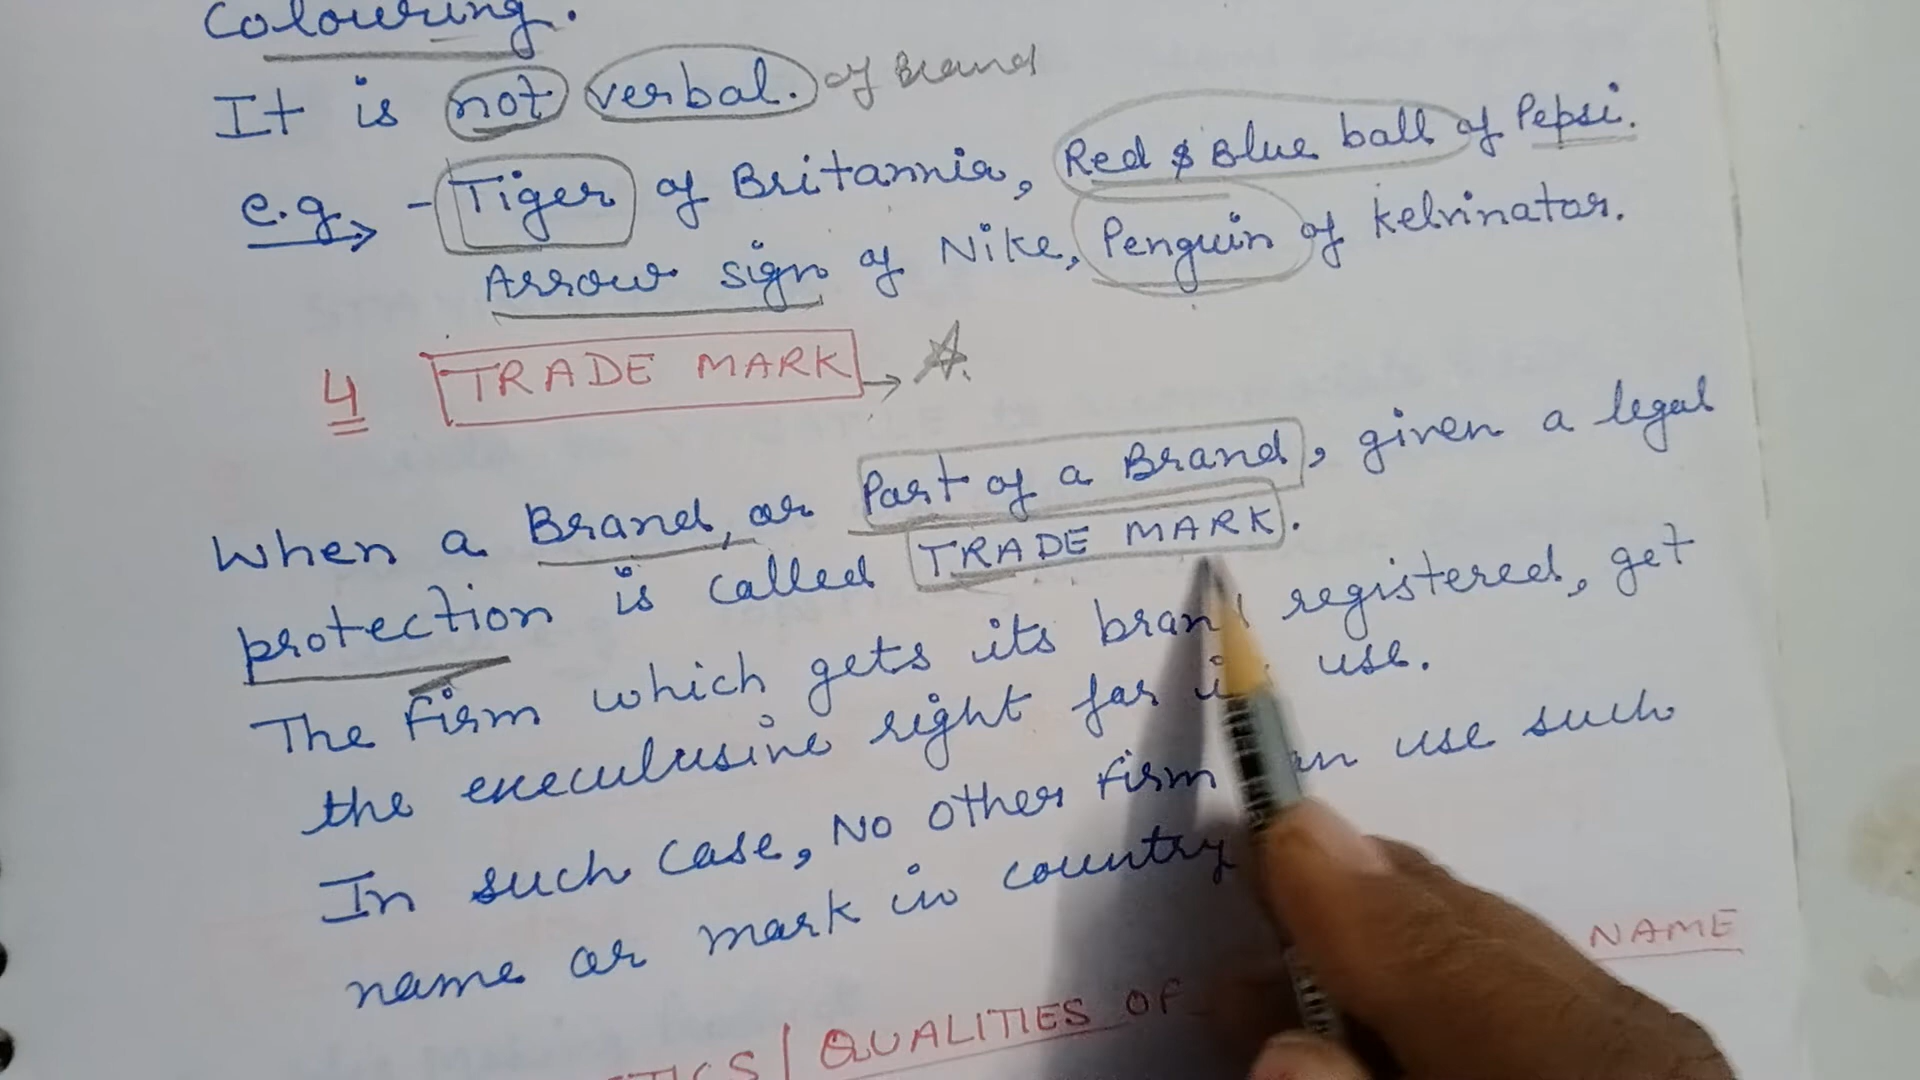 Colouring.
It is not verbal. of Brand
e.g. → - Tiger of Britannia, Red & Blue ball of Pepsi.
Arrow sign of Nike, Penguin of kelvinator.
4 TRADE MARK →
When a Brand, or Part of a Brand, given a legal
protection is called TRADE MARK.
The firm which gets its brand registered, get
the execulusive right for use.
In such case, No other firm use such
name or mark in country
QUALITIES OF NAME